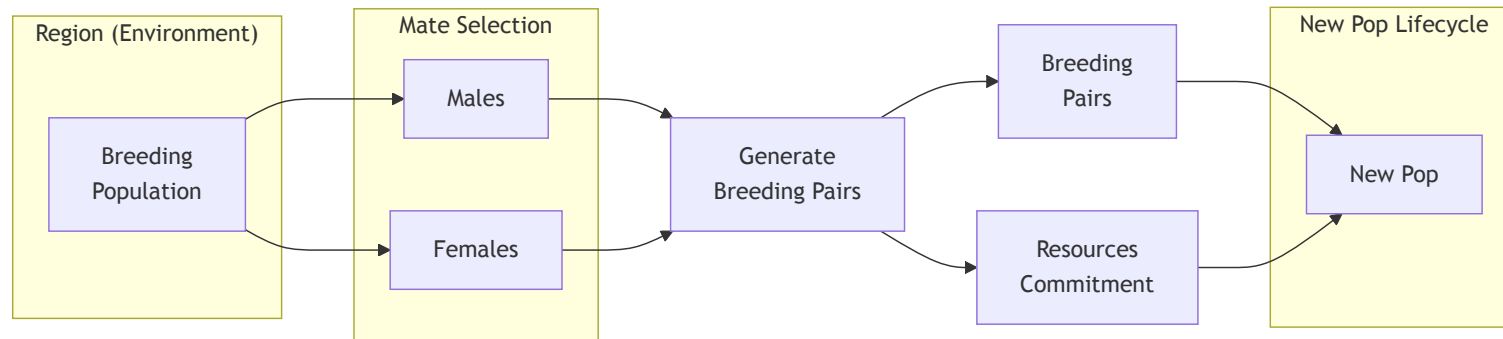 Region (Environment)
Breeding
Population
Mate Selection
Males
Females
Generate
Breeding Pairs
Breeding
Pairs
Resources
Commitment
New Pop Lifecycle
New Pop